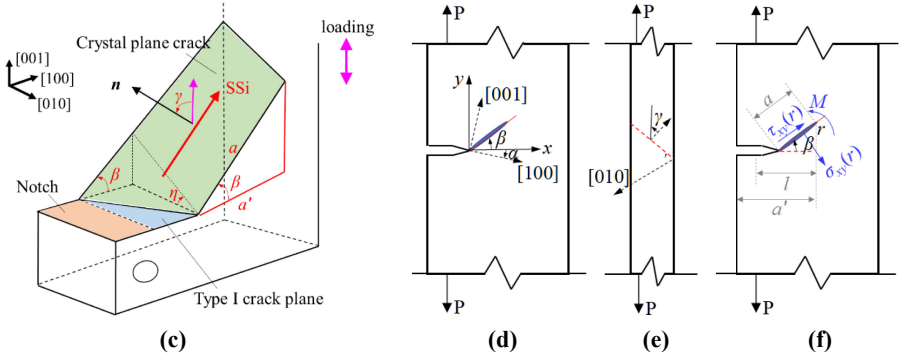 Crystal plane crack
loading
[001]
[100]
[010]
n
γ
SSi
β
η
a
β
a'
Notch
Type I crack plane
(c)
P
y
[001]
β
x
α
[100]
P
(d)
P
γ
[010]
P
(e)
P
a
M
τxy(r)
r
β
σxy(r)
l
a'
P
(f)